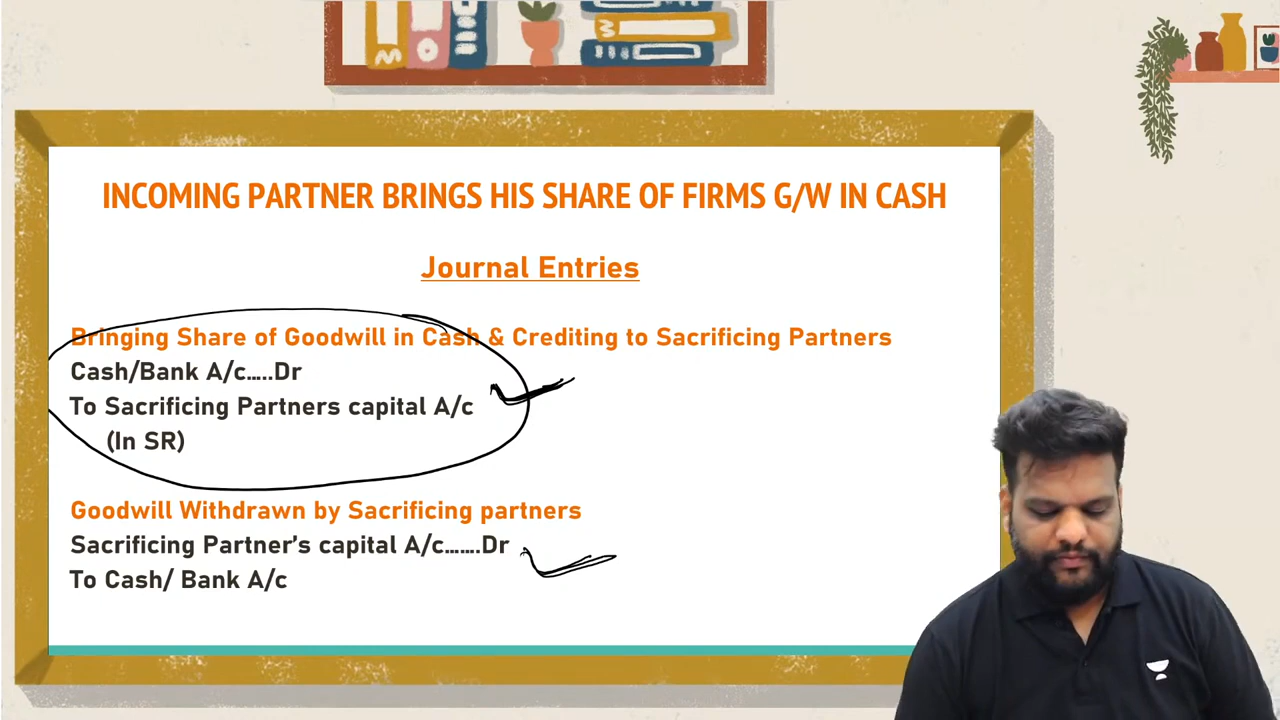 INCOMING PARTNER BRINGS HIS SHARE OF FIRMS G/W IN CASH
Journal Entries
Bringing Share of Goodwill in Cash & Crediting to Sacrificing Partners
Cash/Bank A/c.....Dr
To Sacrificing Partners capital A/c
(In SR)
Goodwill Withdrawn by Sacrificing partners
Sacrificing Partner's capital A/c.......Dr
To Cash/ Bank A/c